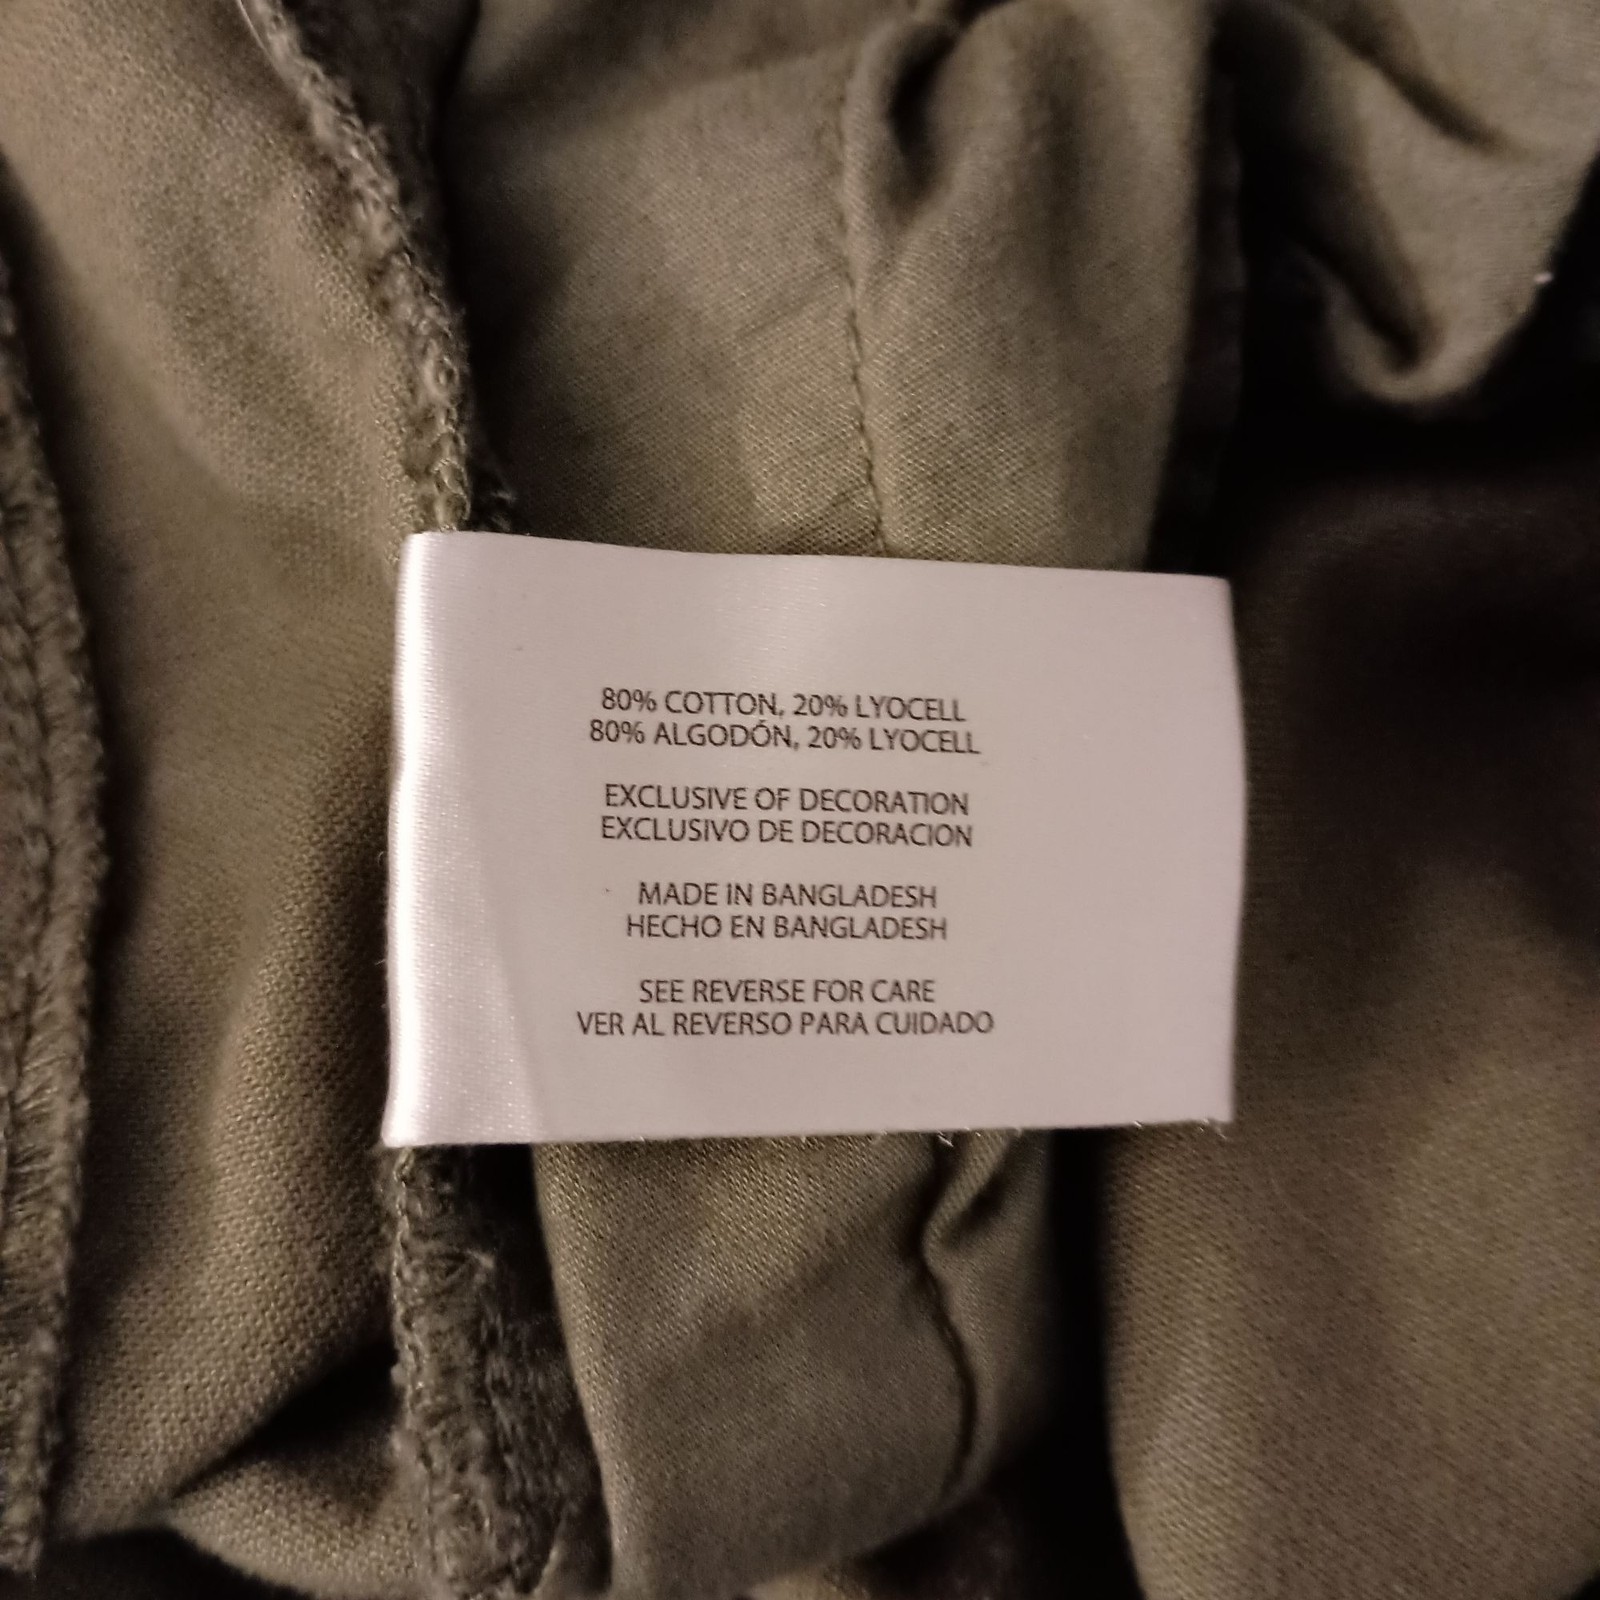 80% COTTON, 20% LYOCELL
80% ALGODÓN, 20% LYOCELL
EXCLUSIVE OF DECORATION
EXCLUSIVO DE DECORACION
MADE IN BANGLADESH
HECHO EN BANGLADESH
SEE REVERSE FOR CARE
VER AL REVERSO PARA CUIDADO